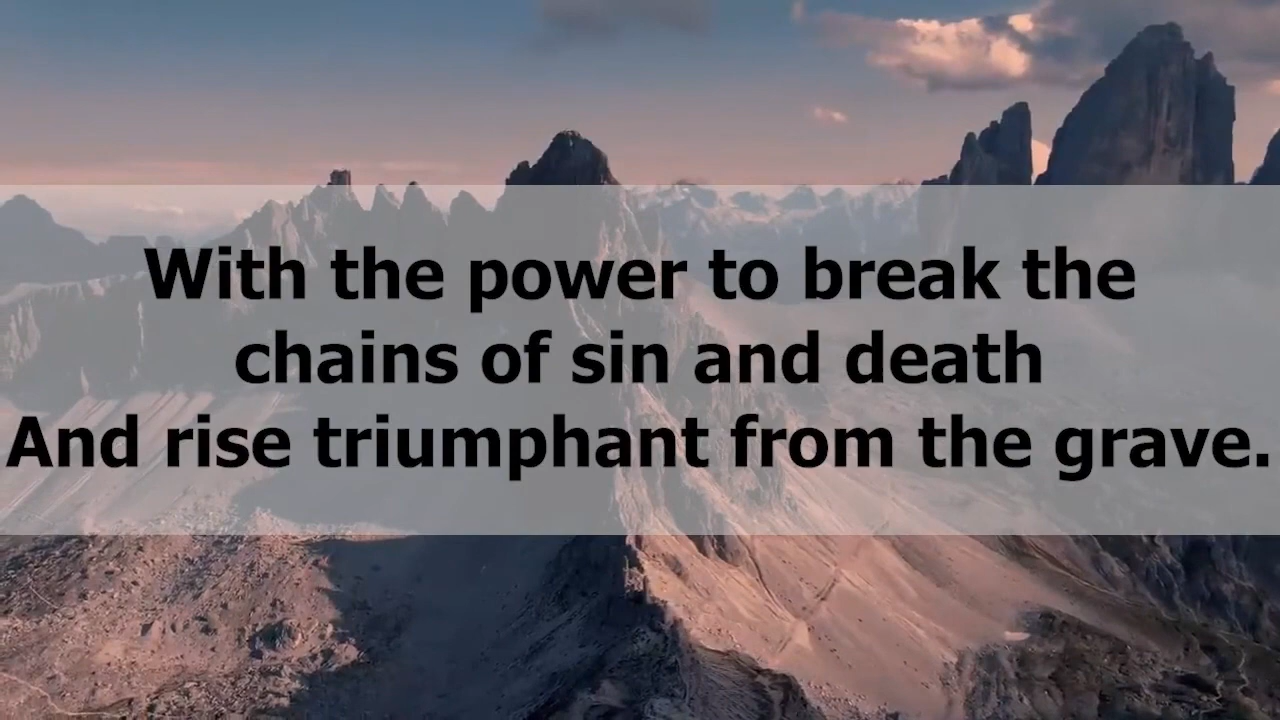 With the power to break the
chains of sin and death
And rise triumphant from the grave.